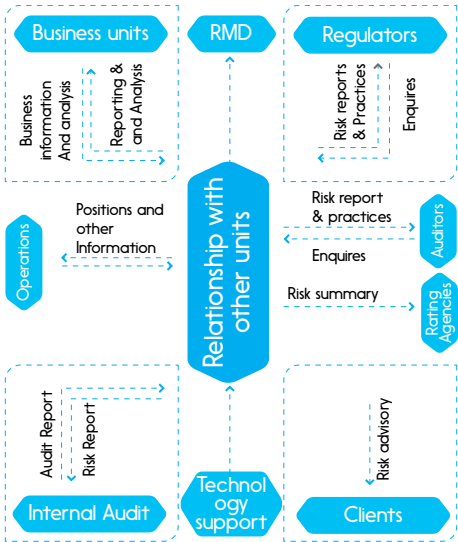 Business units
RMD
Regulators
Business
information
And analysis
Reporting &
and Analysis
Risk reports
& Practices
Enquires
Positions and
other
Information
Operations
Relationship with
other units
Risk report
& practices
Enquires
Auditors
Risk summary
Rating
Agencies
Audit Report
Risk Report
Internal Audit
Technol
ogy
support
Risk advisory
Clients